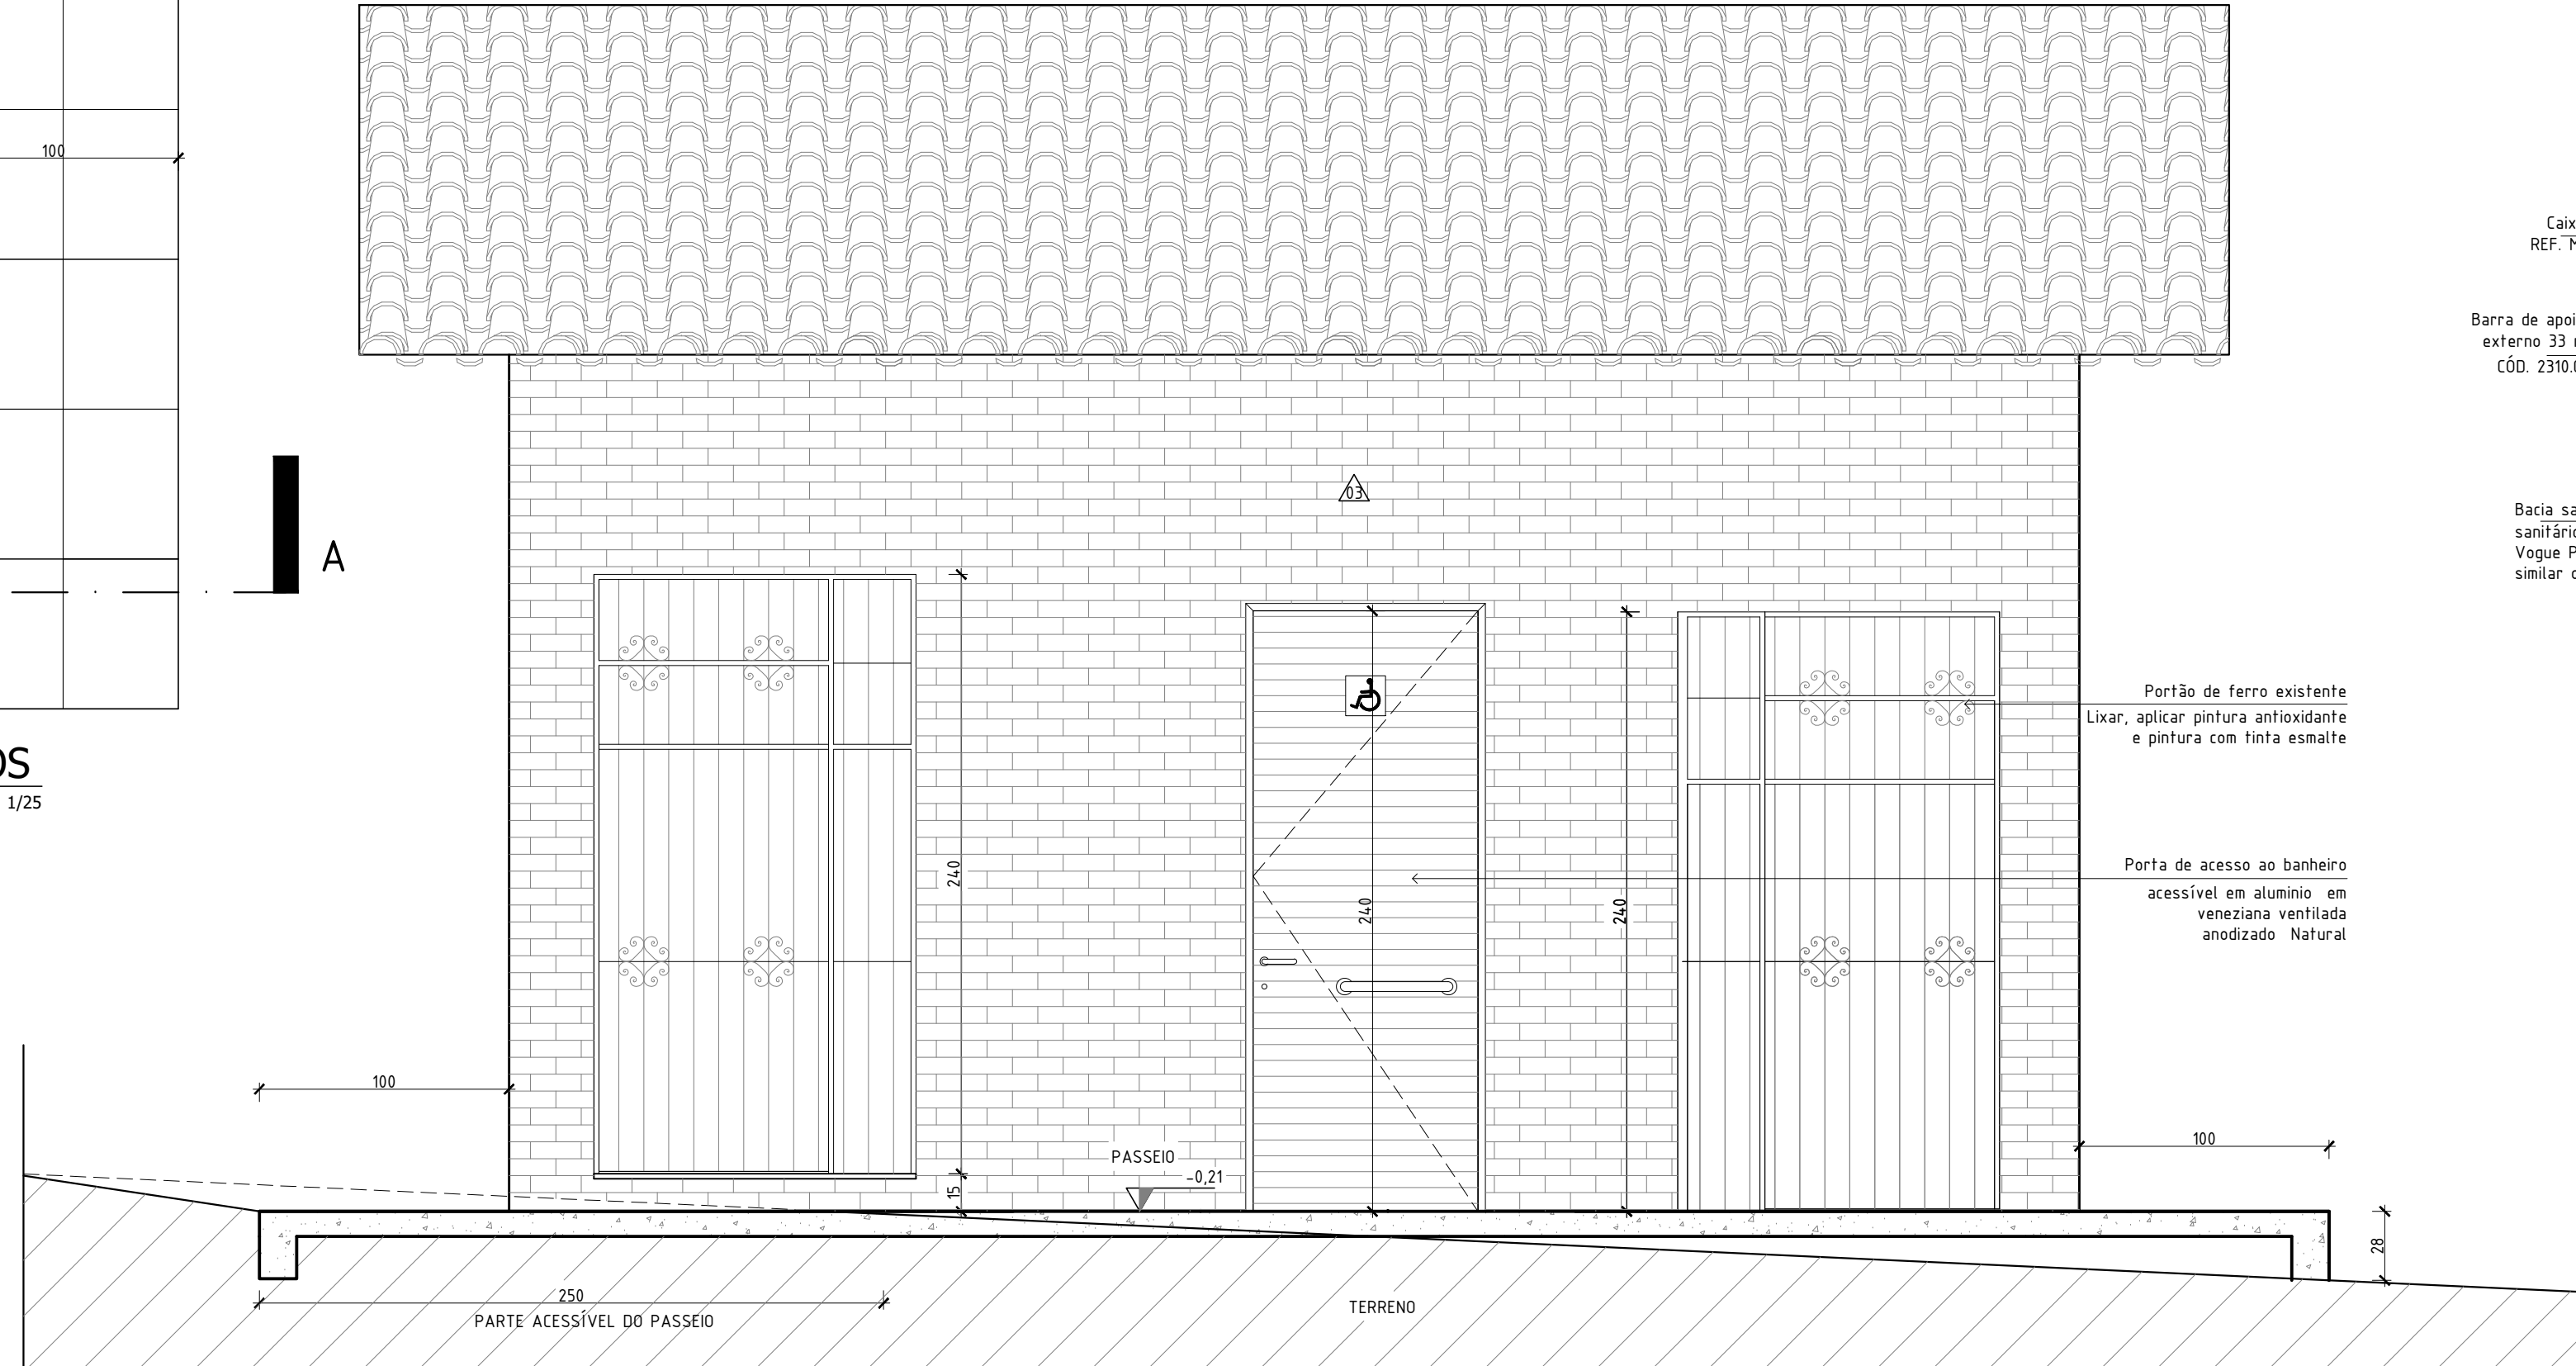 100
A
OS
1/25
03
240
240
240
15
100
100
PASSEIO
-0,21
28
250
PARTE ACESSÍVEL DO PASSEIO
TERRENO
Portão de ferro existente
Lixar, aplicar pintura antioxidante
e pintura com tinta esmalte
Porta de acesso ao banheiro
acessível em aluminio em
veneziana ventilada
anodizado Natural
Caix
REF. M
Barra de apoi
externo 33
CÓD. 2310.
Bacia sa
sanitário
Vogue P
similar